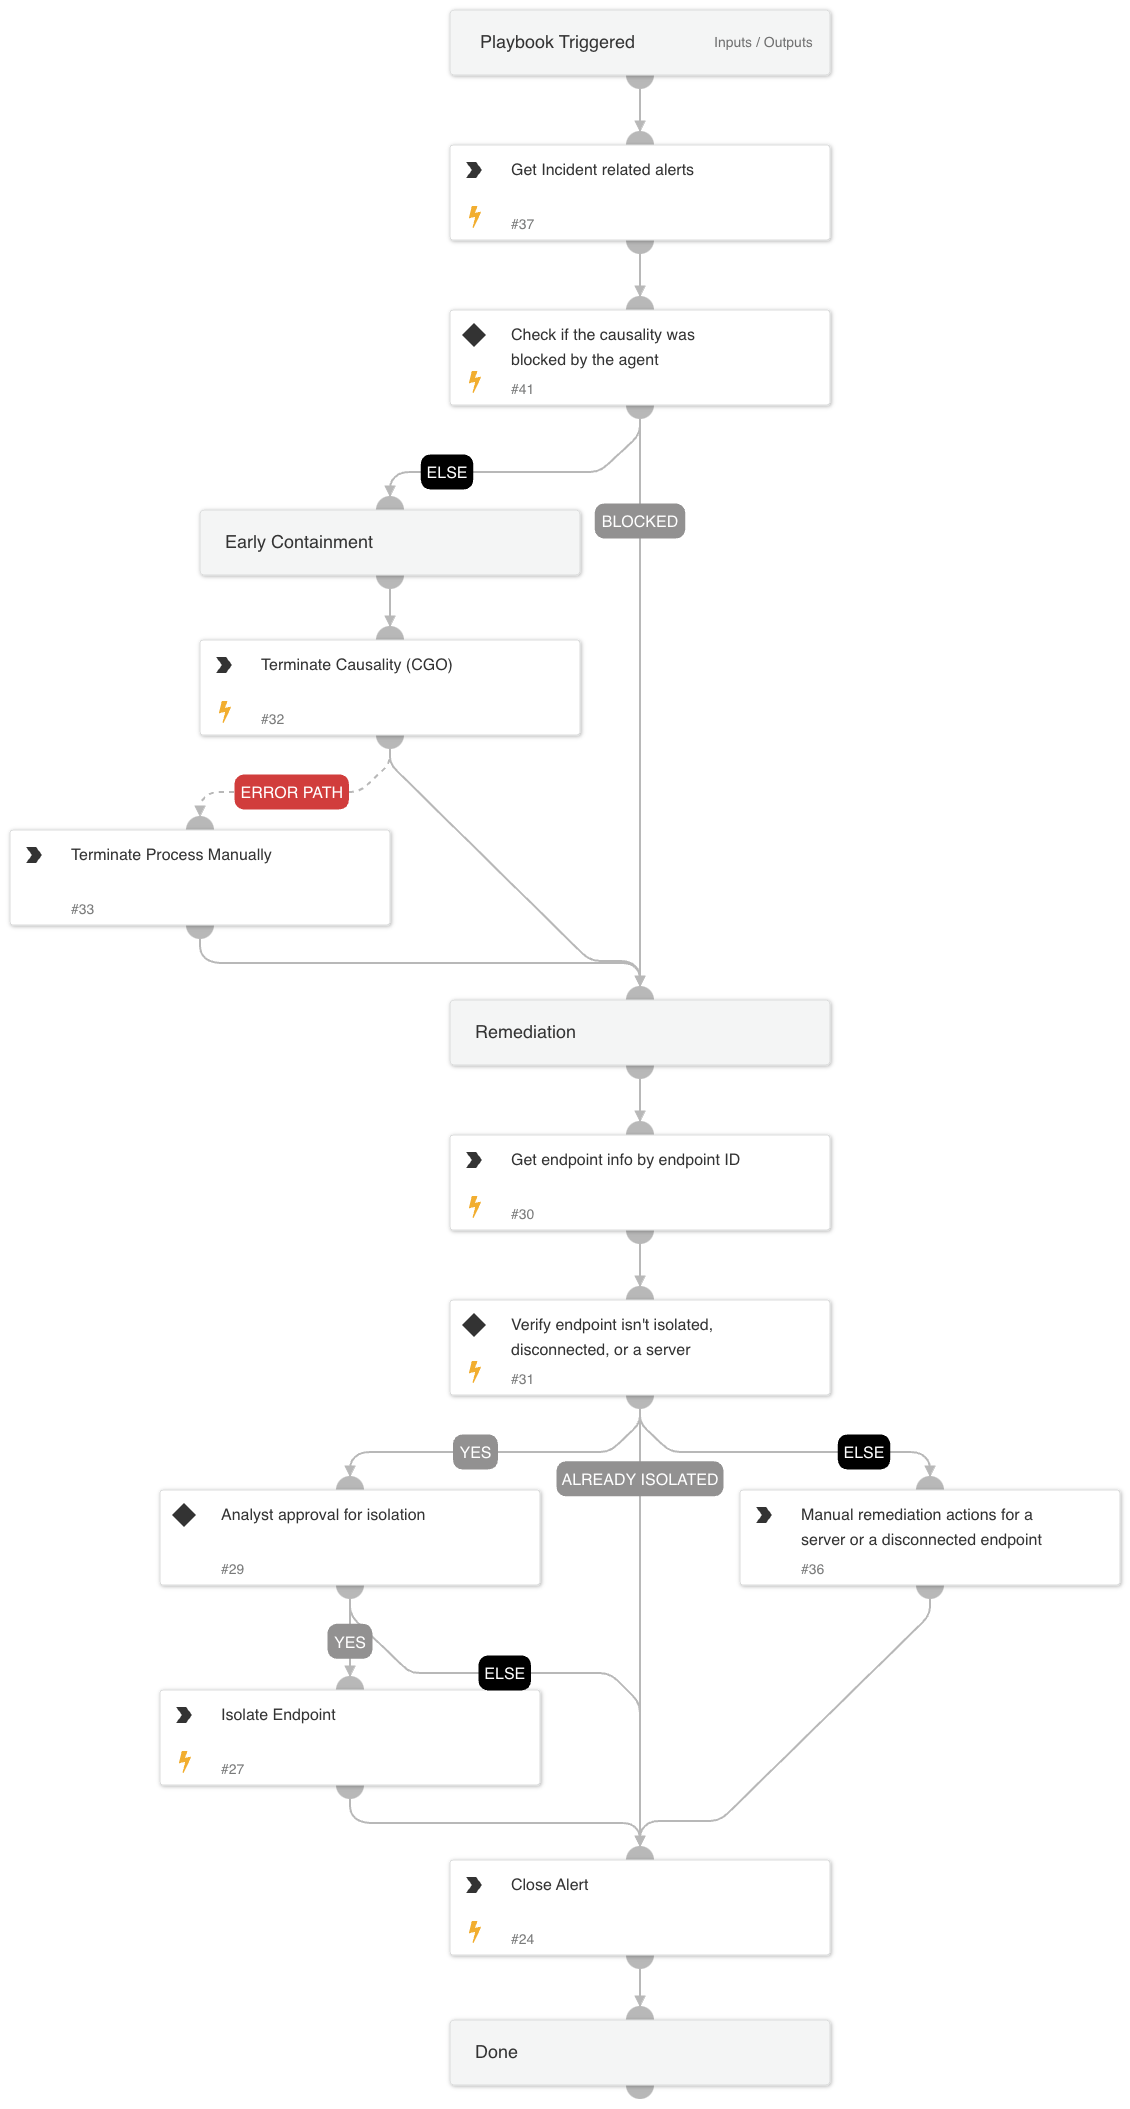 Playbook Triggered
Inputs / Outputs
Get Incident related alerts
#37
Check if the causality was
blocked by the agent
#41
ELSE
BLOCKED
Early Containment
Terminate Causality (CGO)
#32
ERROR PATH
Terminate Process Manually
#33
Remediation
Get endpoint info by endpoint ID
#30
Verify endpoint isn't isolated,
disconnected, or a server
#31
YES
ELSE
ALREADY ISOLATED
Analyst approval for isolation
#29
Manual remediation actions for a
server or a disconnected endpoint
#36
YES
ELSE
Isolate Endpoint
#27
Close Alert
#24
Done